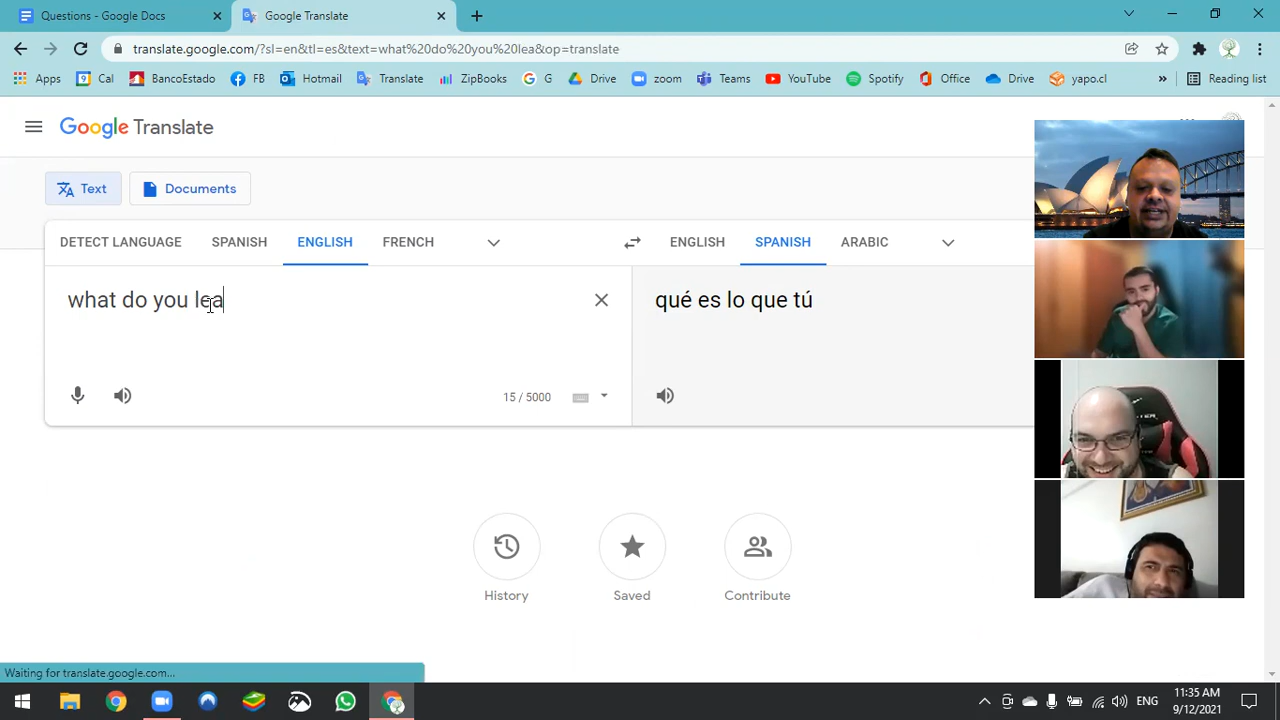 Questions - Google Docs
Google Translate
translate.google.com/?sl=en&tl=es&text=what%20do%20you%20lea&op=translate
Apps Cal BancoEstado FB Hotmail Translate ZipBooks G Drive zoom Teams YouTube Spotify Office Drive yapo.cl » Reading list
Google Translate
Text Documents
DETECT LANGUAGE SPANISH ENGLISH FRENCH ENGLISH SPANISH ARABIC
what do you lea
qué es lo que tú
15 / 5000
History Saved Contribute
Waiting for translate.google.com...
ENG
11:35 AM
9/12/2021